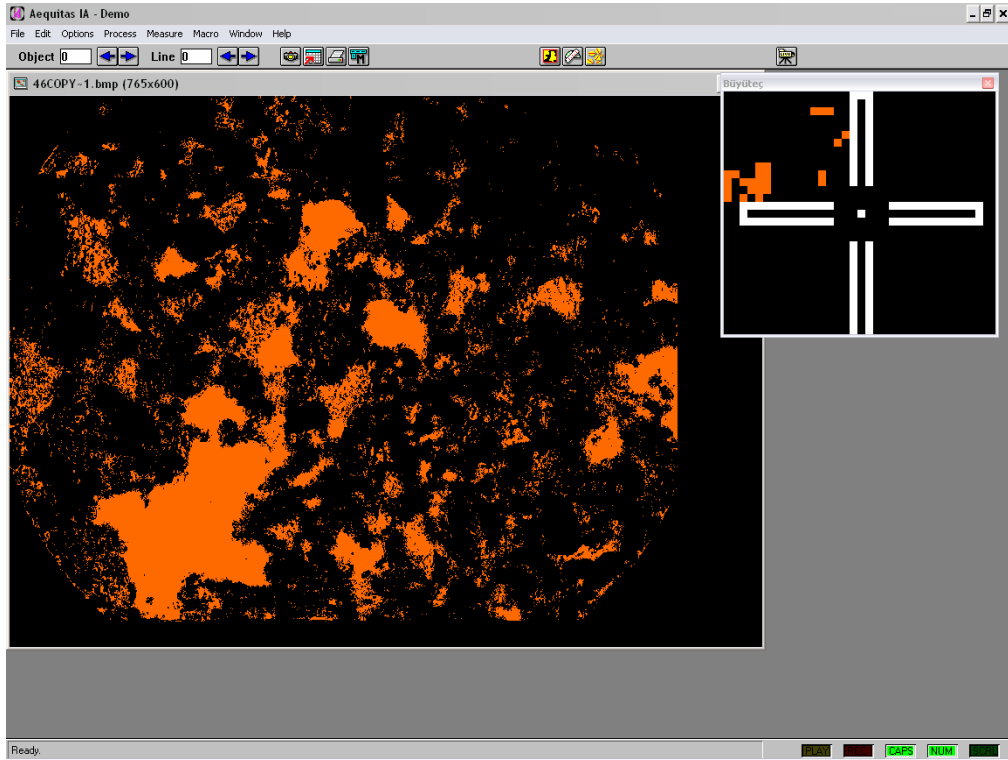 Aequitas IA - Demo
File Edit Options Process Measure Macro Window Help
Object 0 Line 0
46COPY~1.bmp (765x600)
Büyüteç
Ready.
PLAY CAPS NUM